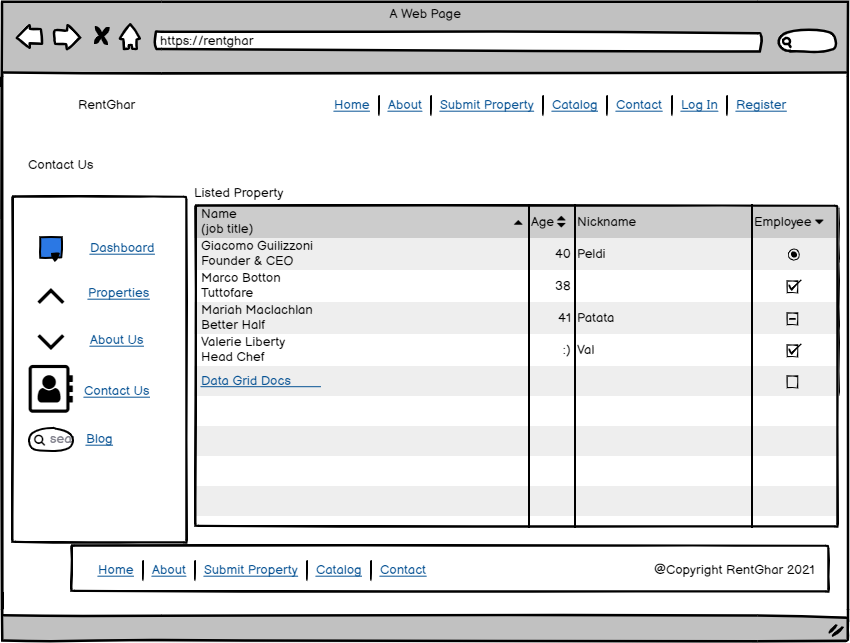 A Web Page
https://rentghar
RentGhar
Home About Submit Property Catalog Contact Log In Register
Contact Us
Listed Property
Name
(job title)
Age
Nickname
Employee
Giacomo Guilizzoni
Founder & CEO
40
Peldi
Marco Botton
Tuttofare
38
Mariah Maclachlan
Better Half
41
Patata
Valerie Liberty
Head Chef
:)
Val
Data Grid Docs
Dashboard
Properties
About Us
Contact Us
sea
Blog
Home About Submit Property Catalog Contact
@Copyright RentGhar 2021